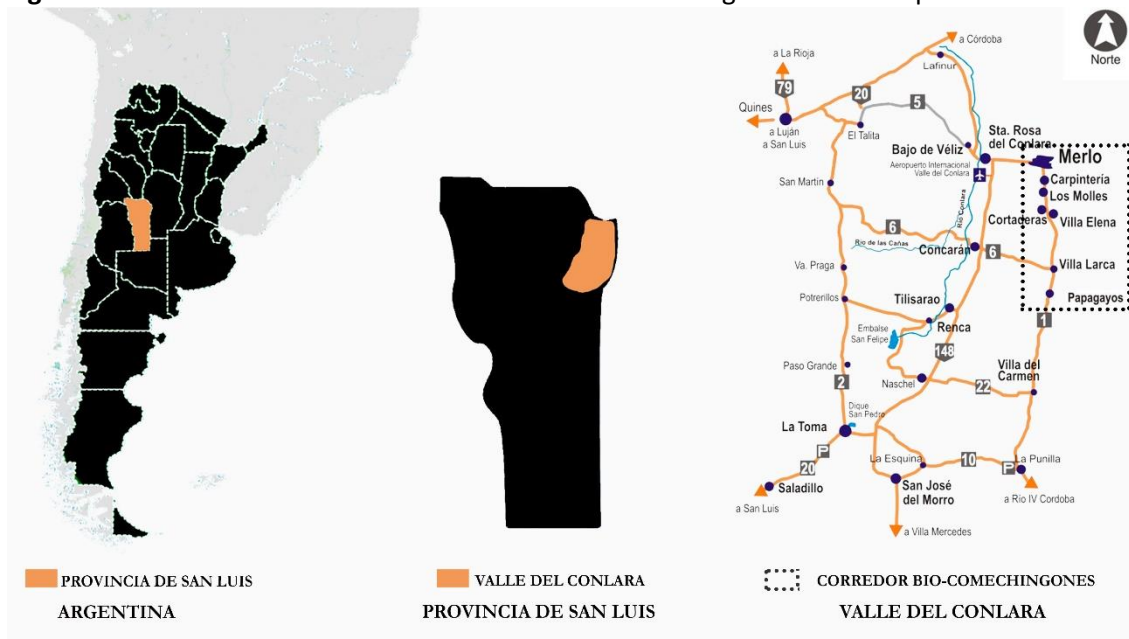 Norte
a Córdoba
a La Rioja
Lafinur
79
20
5
Quines
a Luján
a San Luis
El Talita
Bajo de Véliz
Sta. Rosa
del Conlara
Aeropuerto Internacional
Valle del Conlara
Merlo
Carpintería
Los Molles
San Martin
Cortaderas
Villa Elena
Río Conlara
6
Rio de las Cañas
Concarán
6
Va. Praga
Villa Larca
Potrerillos
Tilisarao
Papagayos
Embalse
San Felipe
Renca
1
148
Paso Grande
Villa del
Carmen
2
Naschel
22
Dique
San Pedro
La Toma
P
La Esquina
10
La Punilla
20
P
Saladillo
San José
del Morro
a San Luis
a Rio IV Cordoba
a Villa Mercedes
PROVINCIA DE SAN LUIS
VALLE DEL CONLARA
CORREDOR BIO-COMECHINGONES
ARGENTINA
PROVINCIA DE SAN LUIS
VALLE DEL CONLARA